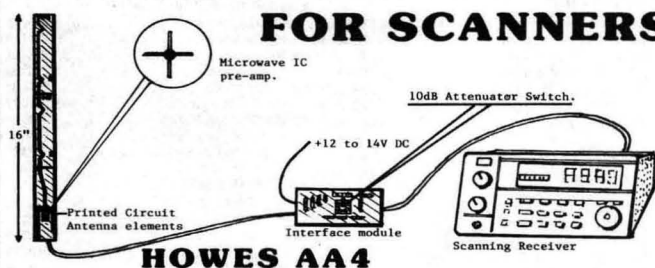 FOR SCANNERS
Microwave IC
pre-amp.
10dB Attenuator Switch.
16"
+12 to 14V DC
Printed Circuit
Antenna elements
Interface module
Scanning Receiver
HOWES AA4